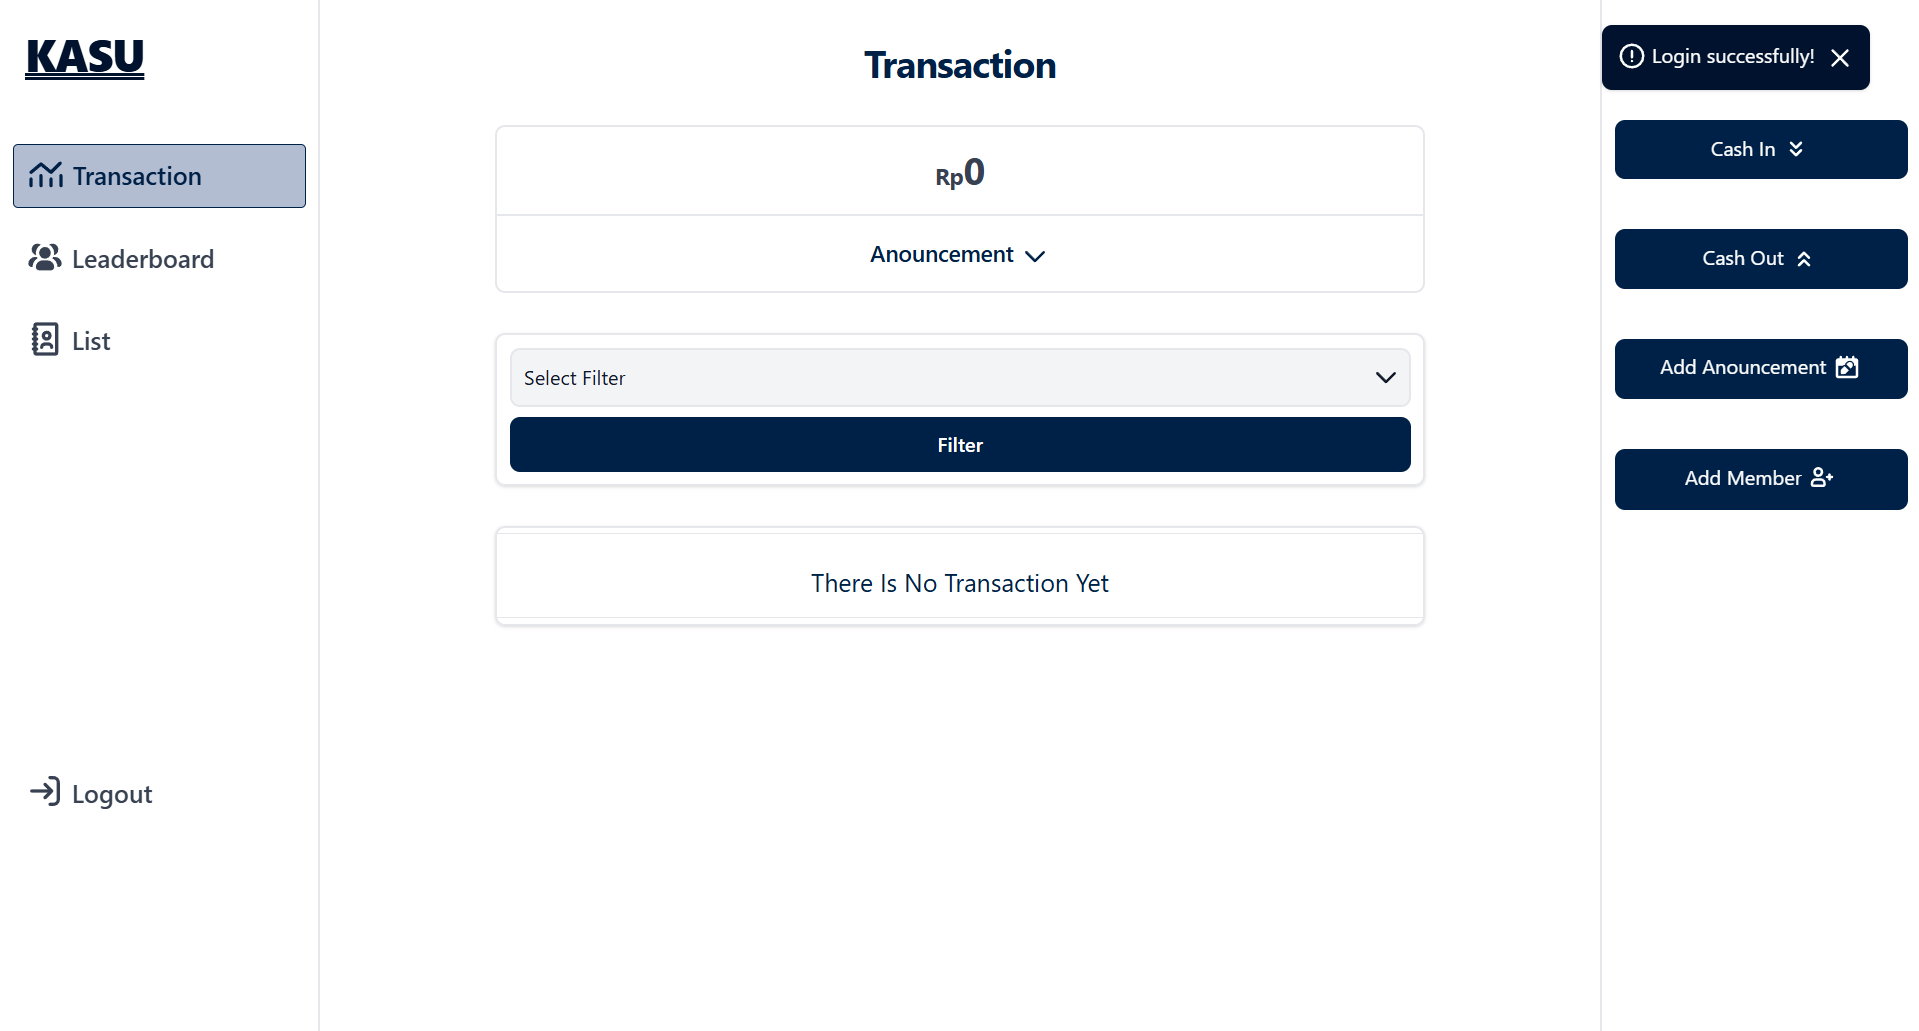 KASU
Transaction
Leaderboard
List
Logout
Transaction
Rp0
Anouncement
Select Filter
Filter
There Is No Transaction Yet
Login successfully!
Cash In
Cash Out
Add Anouncement
Add Member